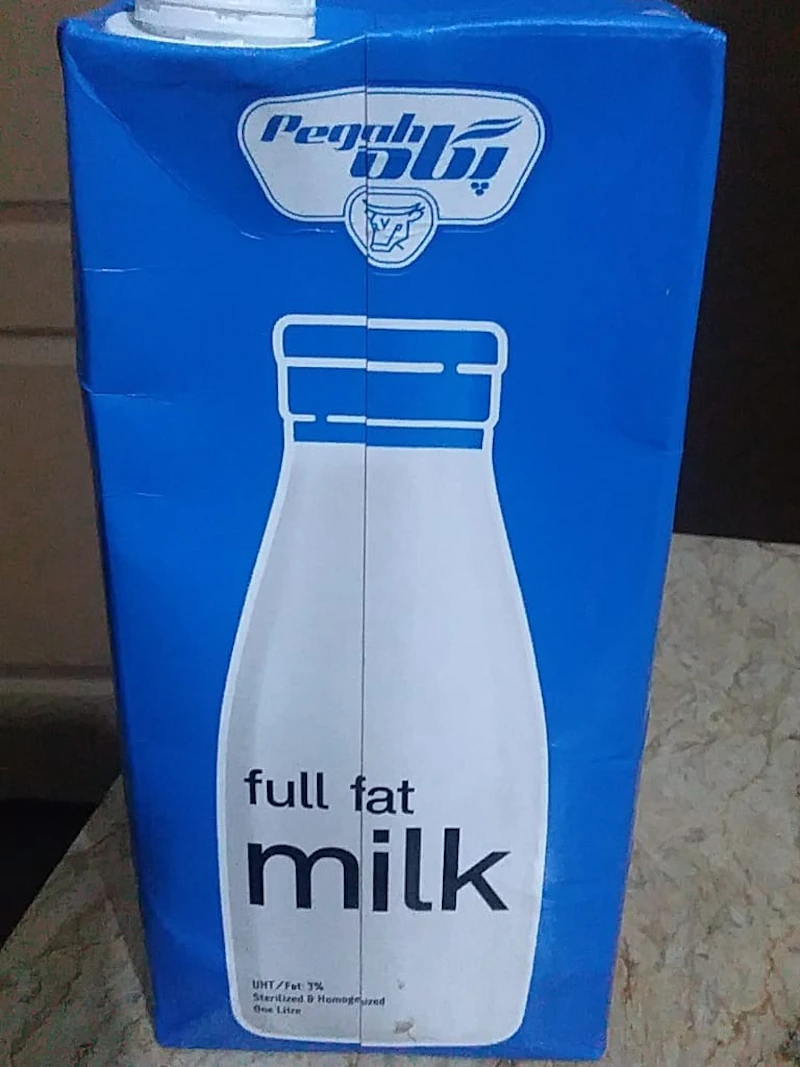 Pegah
پگاه
full fat
milk
UHT/Fat: 3%
Sterilized & Homogenized
One Litre